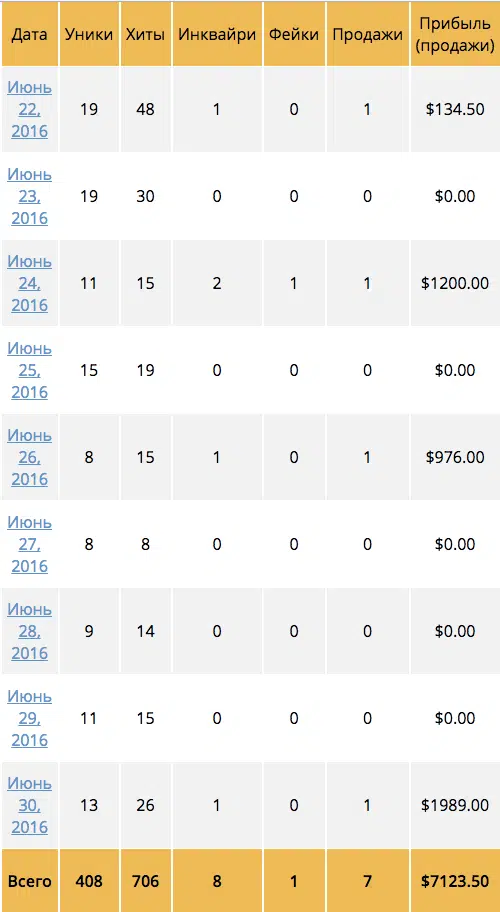 Дата Уники Хиты Инквайри Фейки Продажи Прибыль (продажи)
Июнь 22, 2016 19 48 1 0 1 $134.50
Июнь 23, 2016 19 30 0 0 0 $0.00
Июнь 24, 2016 11 15 2 1 1 $1200.00
Июнь 25, 2016 15 19 0 0 0 $0.00
Июнь 26, 2016 8 15 1 0 1 $976.00
Июнь 27, 2016 8 8 0 0 0 $0.00
Июнь 28, 2016 9 14 0 0 0 $0.00
Июнь 29, 2016 11 15 0 0 0 $0.00
Июнь 30, 2016 13 26 1 0 1 $1989.00
Всего 408 706 8 1 7 $7123.50